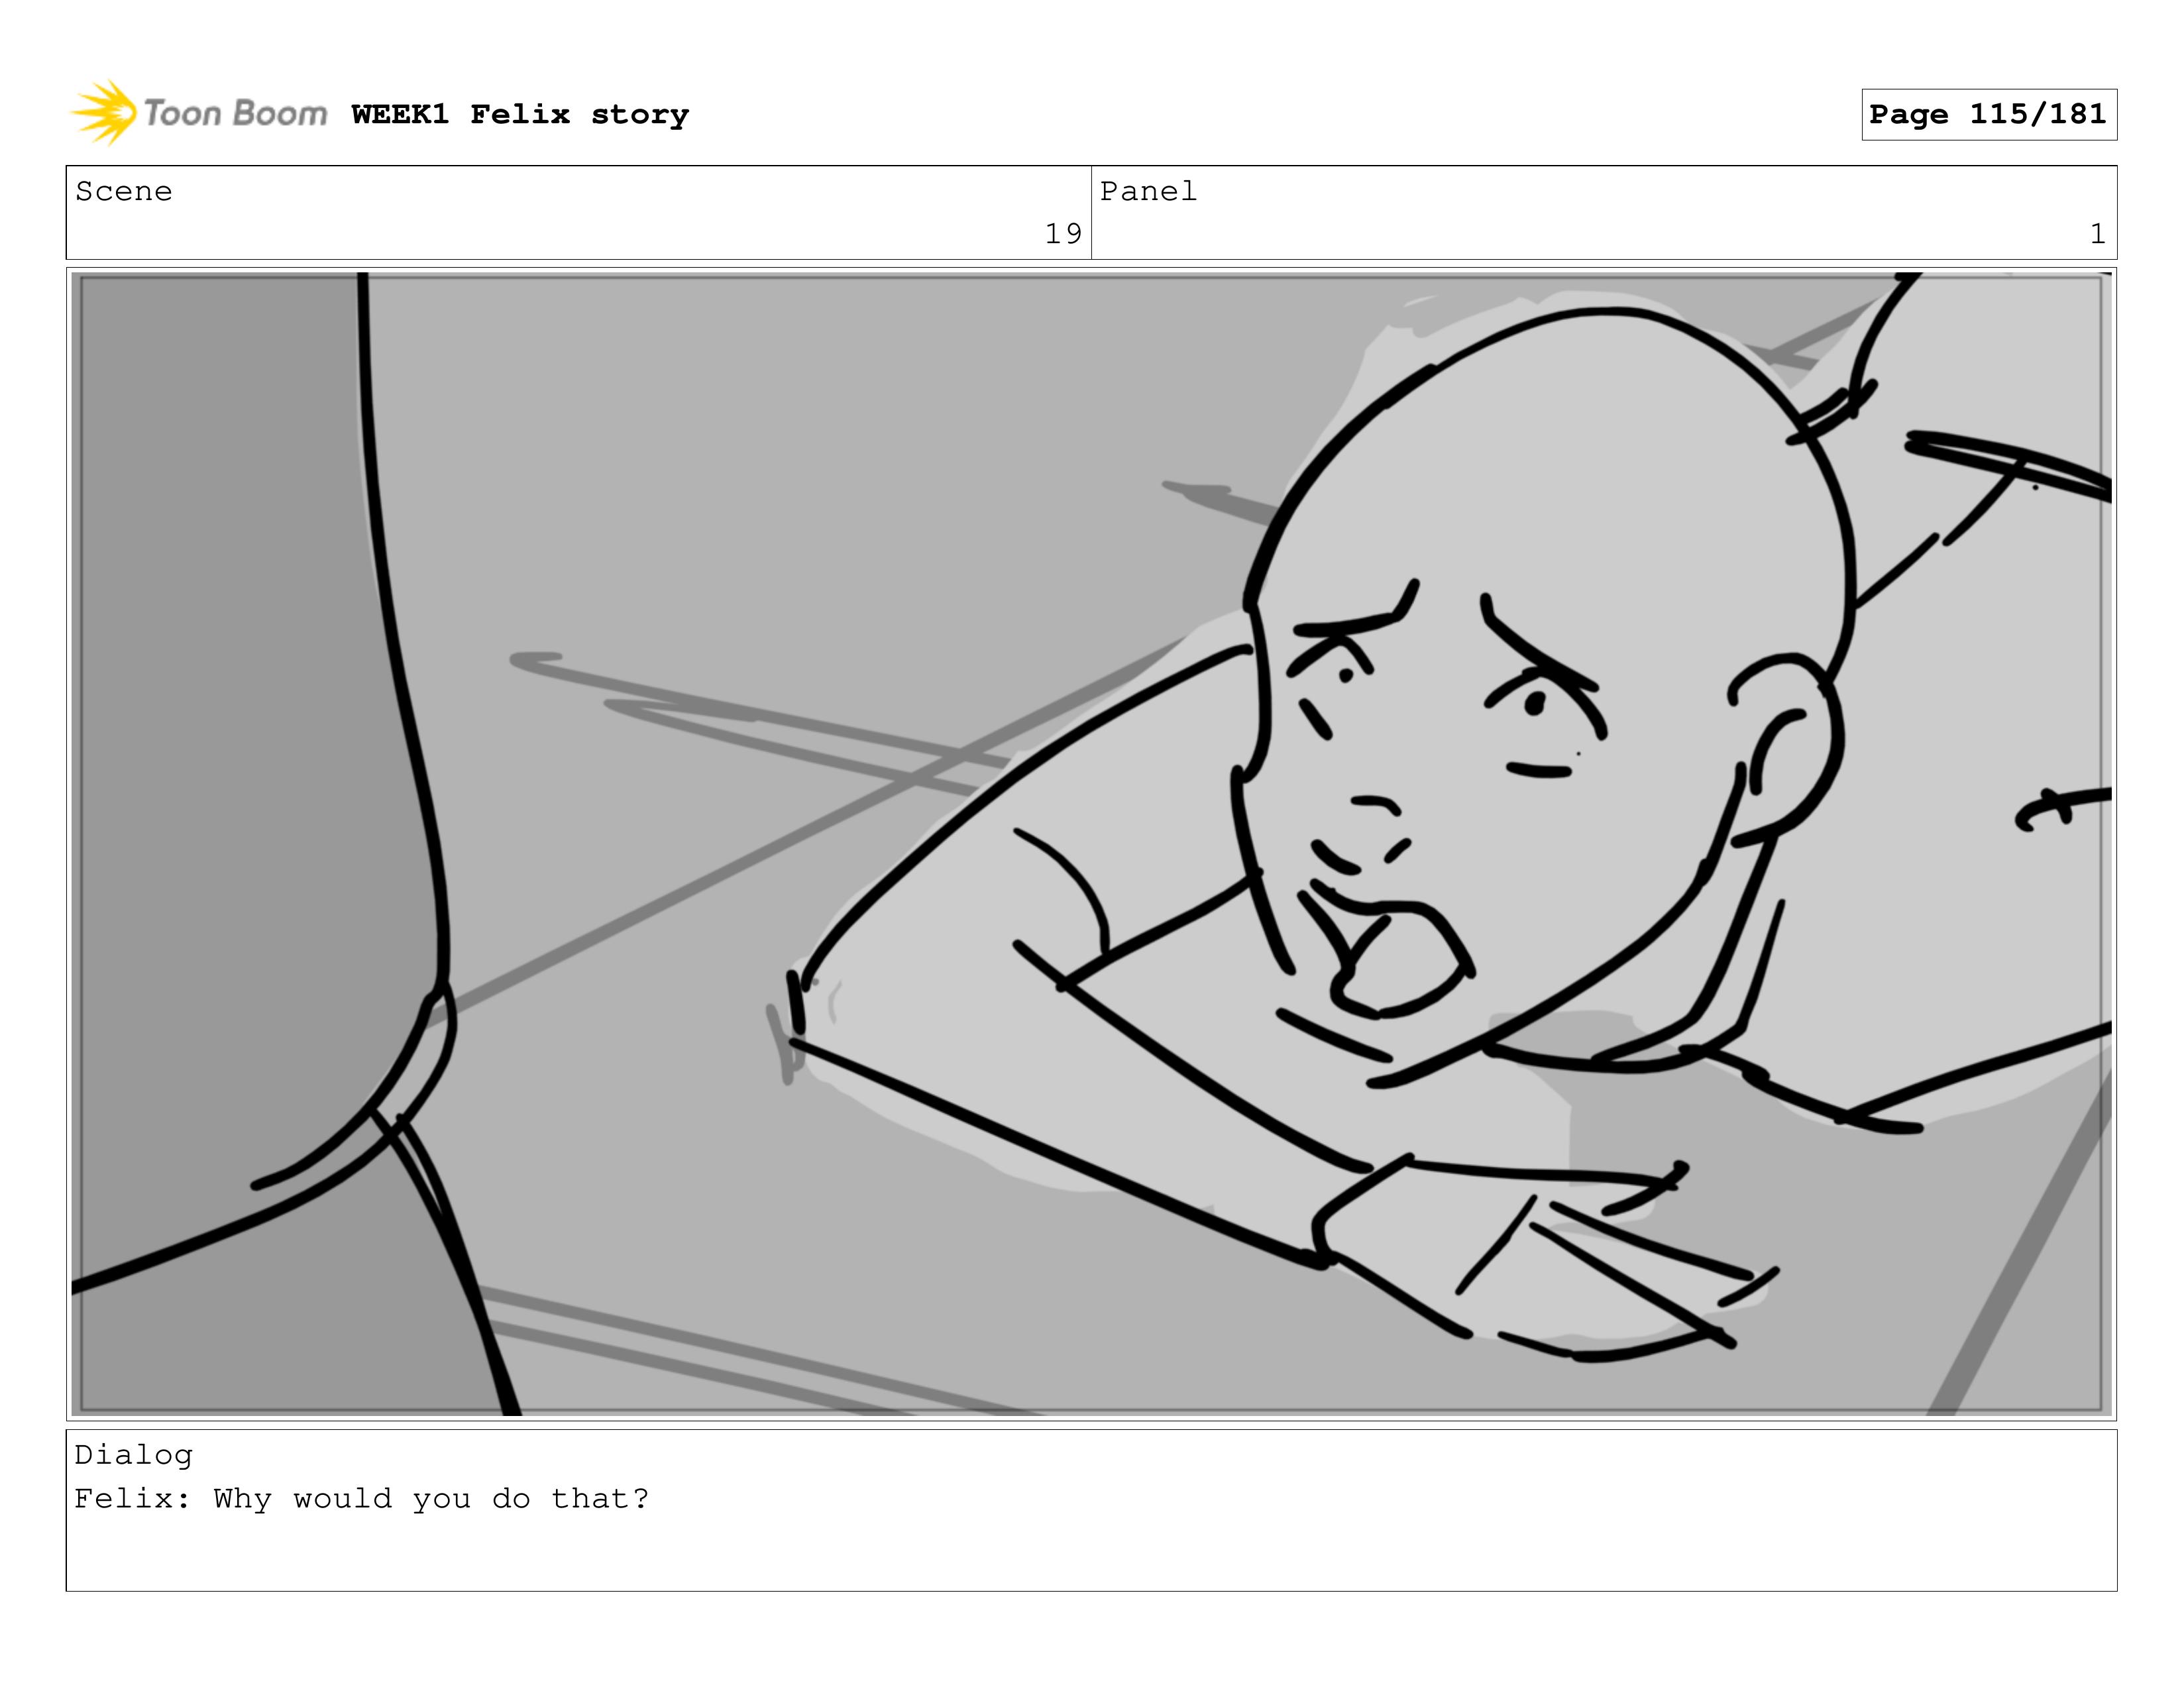 Toon Boom WEEK1 Felix story
Page 115/181
Scene
19
Panel
1
Dialog
Felix: Why would you do that?